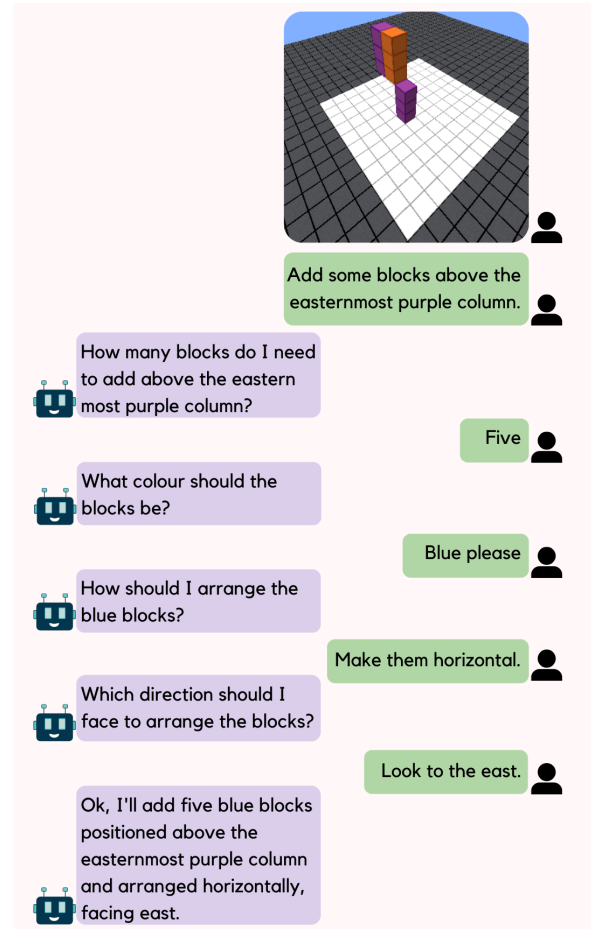 Add some blocks above the
easternmost purple column.
How many blocks do I need
to add above the eastern
most purple column?
Five
What colour should the
blocks be?
Blue please
How should I arrange the
blue blocks?
Make them horizontal.
Which direction should I
face to arrange the blocks?
Look to the east.
Ok, I'll add five blue blocks
positioned above the
easternmost purple column
and arranged horizontally,
facing east.